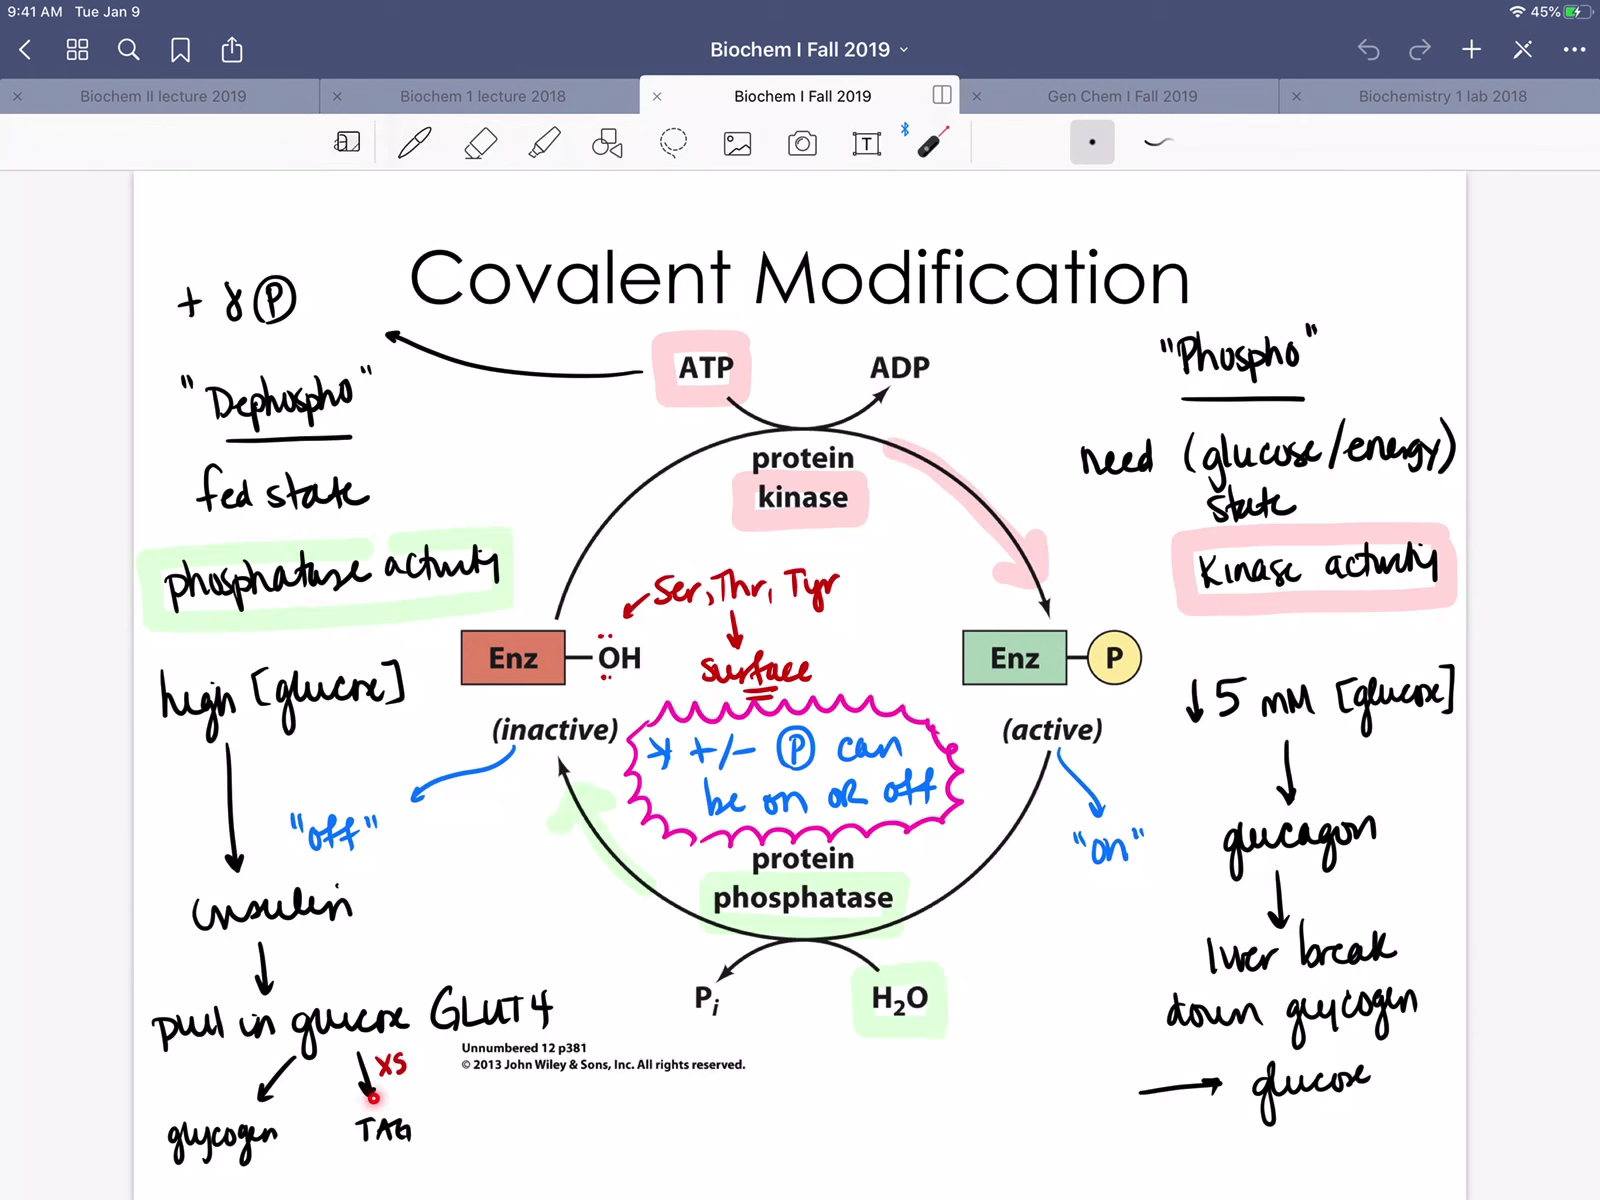 9:41 AM Tue Jan 9
45%
Biochem I Fall 2019
Biochem II lecture 2019
Biochem 1 lecture 2018
Biochem I Fall 2019
Gen Chem I Fall 2019
Biochemistry 1 lab 2018
Covalent Modification
+ γ P
"Dephospho"
fed state
phosphatase activity
high [glucose]
insulin
pull in glucose GLUT4
XS
glycogen
TAG
ATP
ADP
protein
kinase
Ser, Thr, Tyr
surface
Enz
OH
(inactive)
"off"
* +/- P can
be on OR off
Enz
P
(active)
"on"
protein
phosphatase
Pi
H2O
Unnumbered 12 p381
© 2013 John Wiley & Sons, Inc. All rights reserved.
"Phospho"
need (glucose/energy)
state
Kinase activity
↓ 5 mM [glucose]
glucagon
liver break
down glycogen
→ glucose